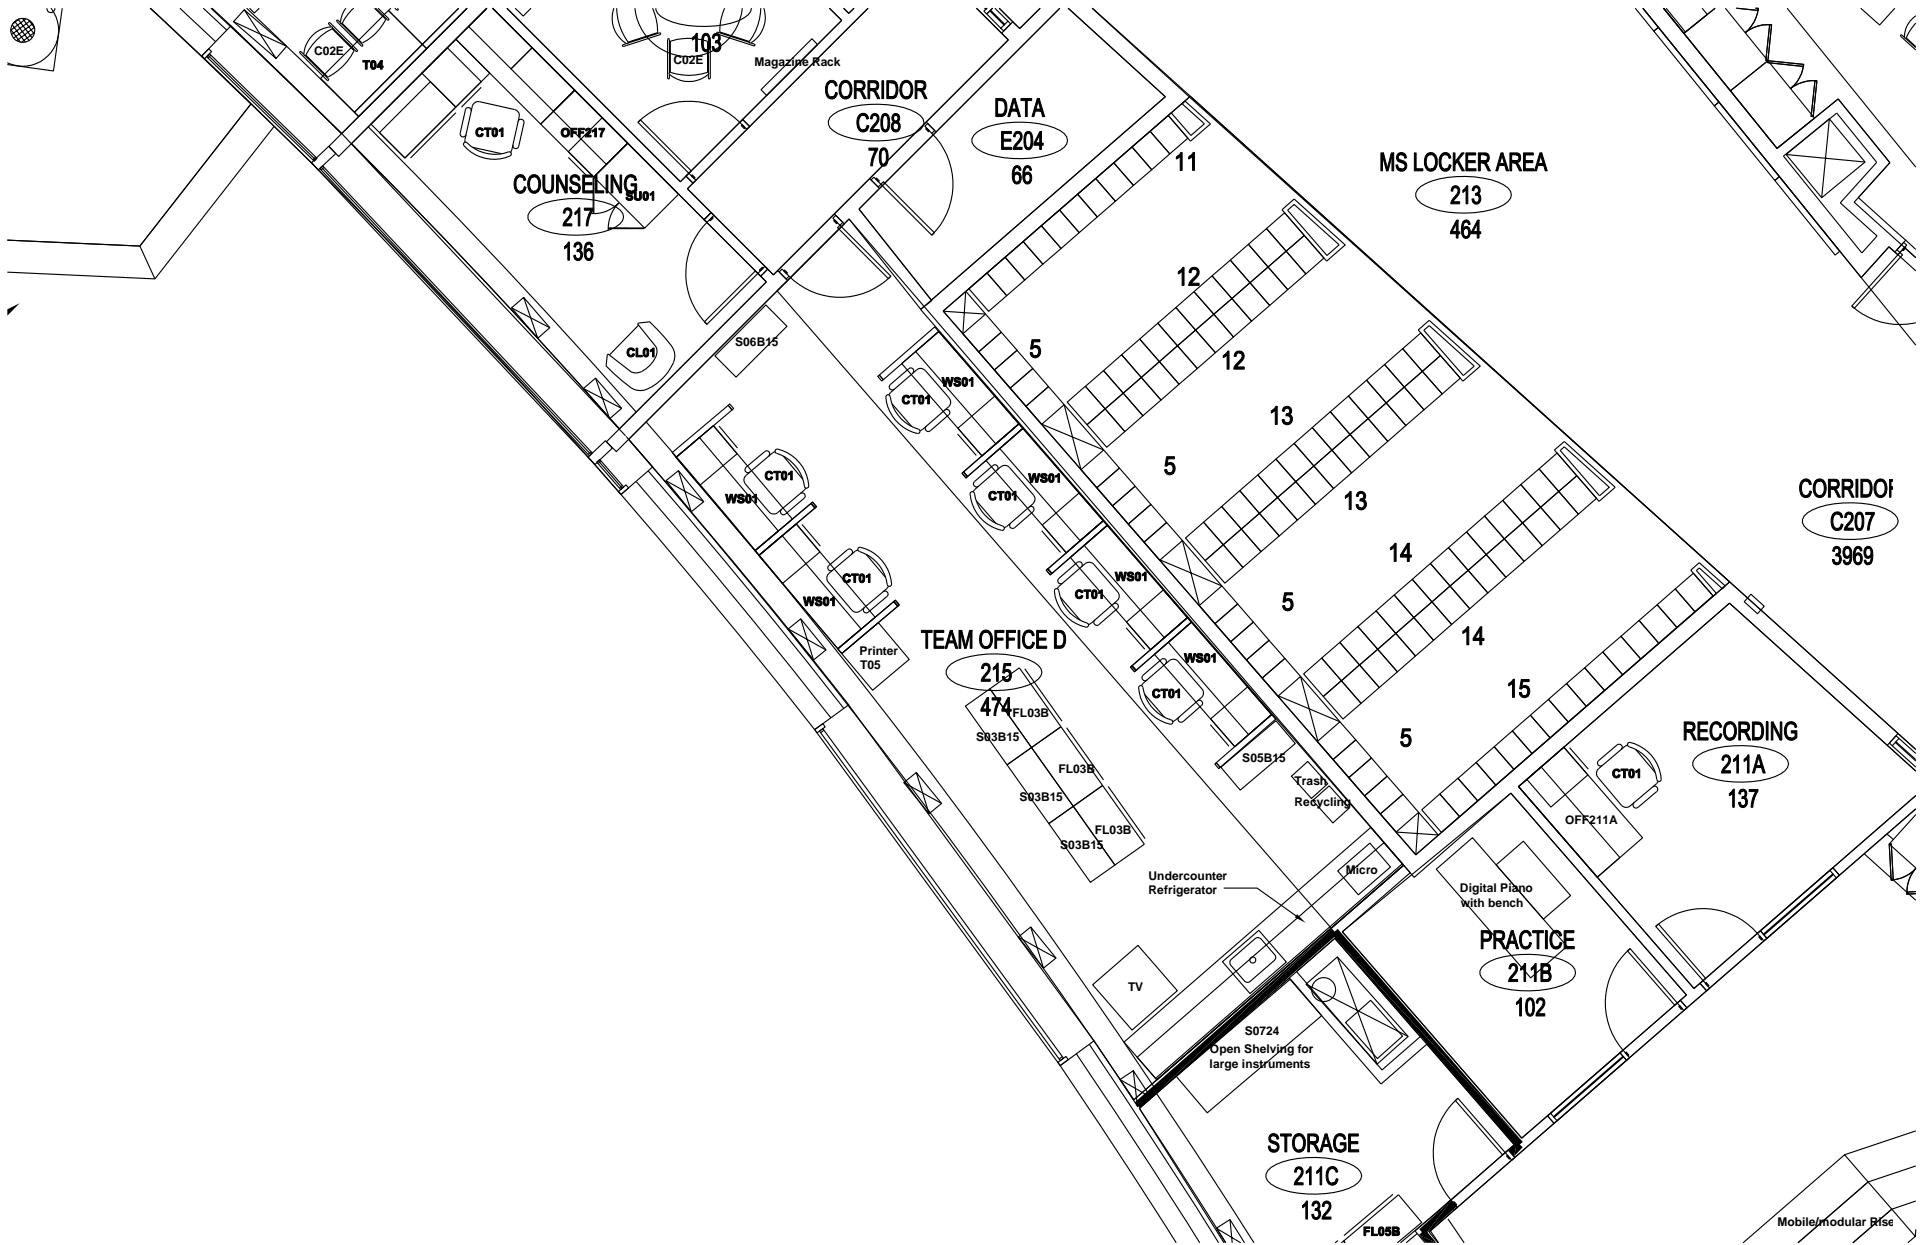 C02E
T04
103
C02E
Magazine Rack
CORRIDOR
C208
70
DATA
E204
66
11
MS LOCKER AREA
213
464
CT01
OFF217
COUNSELING
217
136
SU01
12
5
12
CL01
S06B15
WS01
CT01
13
5
13
CT01
WS01
WS01
CT01
CORRIDOR
C207
3969
14
5
14
CT01
WS01
WS01
CT01
Printer
T05
TEAM OFFICE D
215
474
WS01
CT01
15
5
FL03B
S03B15
FL03B
S03B15
FL03B
S03B15
S05B15
Trash
Recycling
RECORDING
211A
137
CT01
OFF211A
Undercounter
Refrigerator
Micro
Digital Piano
with bench
PRACTICE
211B
102
TV
S0724
Open Shelving for
large instruments
STORAGE
211C
132
FL05B
Mobile/modular Rise